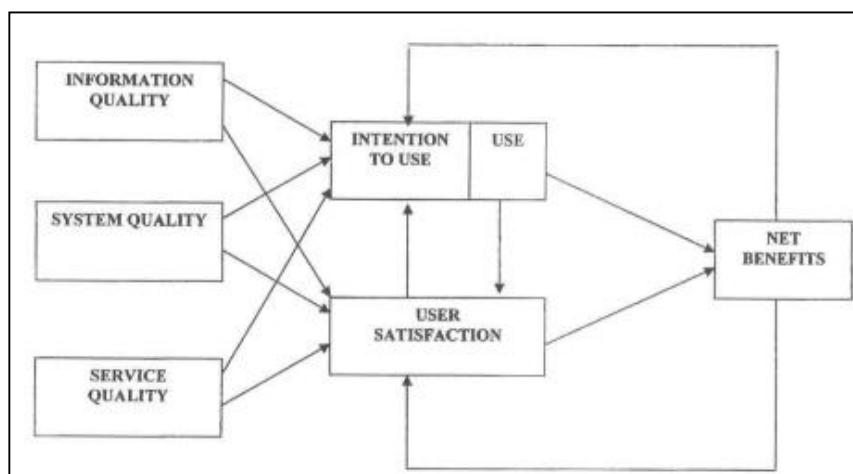 INFORMATION
QUALITY
INTENTION
TO USE
USE
SYSTEM QUALITY
NET
BENEFITS
USER
SATISFACTION
SERVICE
QUALITY